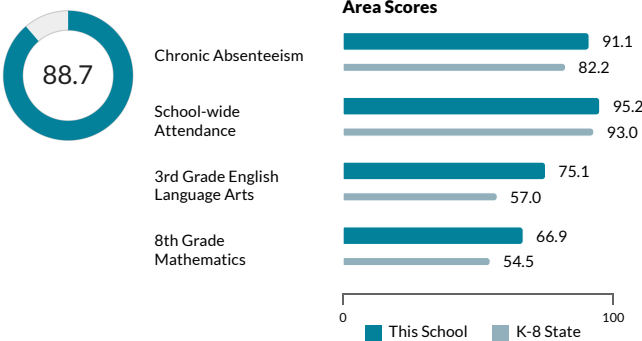 Area Scores
88.7
Chronic Absenteeism
91.1
82.2
School-wide
Attendance
95.2
93.0
3rd Grade English
Language Arts
75.1
57.0
8th Grade
Mathematics
66.9
54.5
0
100
This School
K-8 State